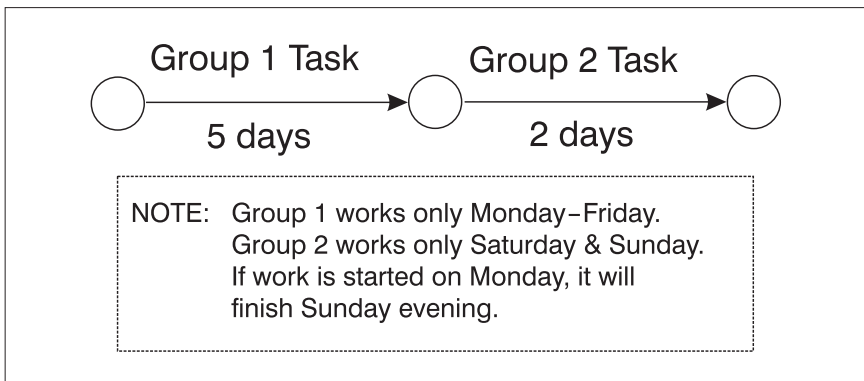 Group 1 Task
Group 2 Task
5 days
2 days
NOTE: Group 1 works only Monday–Friday.
Group 2 works only Saturday & Sunday.
If work is started on Monday, it will
finish Sunday evening.